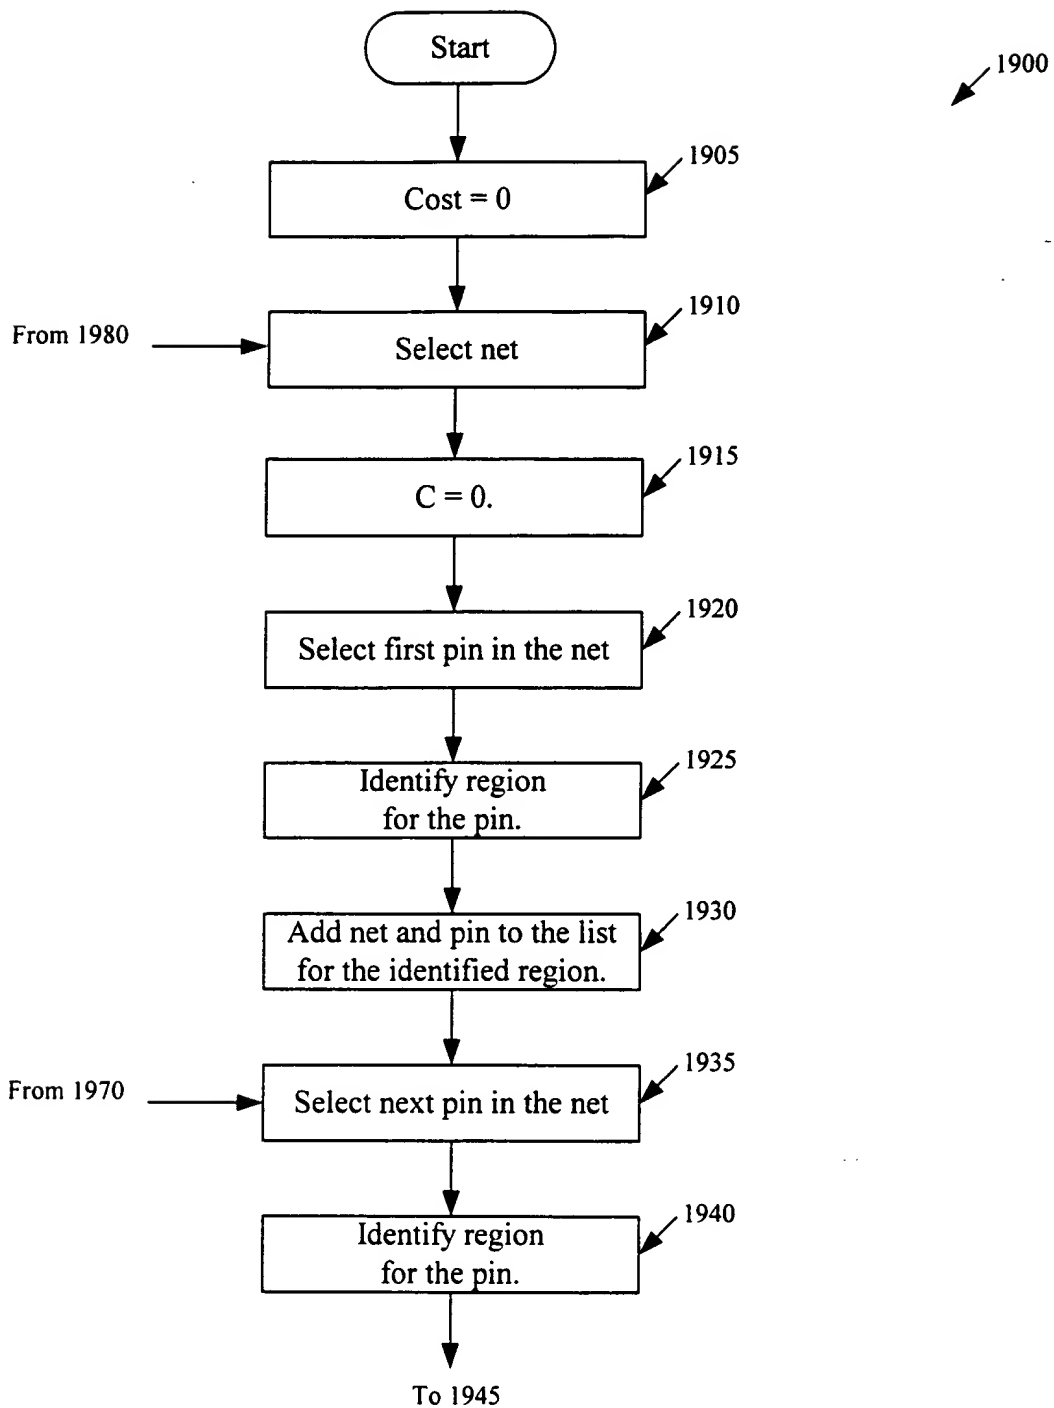 Start
1900
1905
Cost = 0
1910
From 1980
Select net
1915
C = 0.
1920
Select first pin in the net
1925
Identify region
for the pin.
1930
Add net and pin to the list
for the identified region.
1935
From 1970
Select next pin in the net
1940
Identify region
for the pin.
To 1945